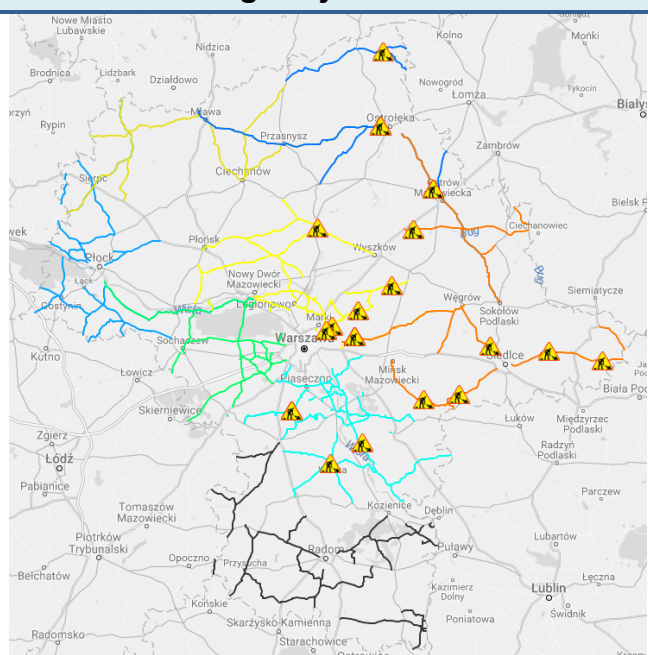 Nowe Miasto
Lubawskie
Nidzica
Kolno
Mońki
Brodnica
Lidzbark
Działdowo
Nowogród
Łomża
Tykocin
Mława
Ostrołęka
Rypin
Przasnysz
Zambrów
Sierpc
Ciechanów
Mazowiecka
Bielsk P
Ciechanowiec
Bug
wek
Płońsk
Wyszków
Płock
Bug
Łąck
Nowy Dwór
Mazowiecki
Węgrów
Siemiatycze
Gostynin
Wisła
Legionowo
Marki
Sokołów
Podlaski
Sochaczew
Kutno
Siedlce
Łowicz
Piaseczno
Mińsk
Mazowiecki
Biała Po
Skierniewice
Łuków
Międzyrzec
Podlaski
Zgierz
Łódź
Radzyń
Podlaski
Pabianice
Parczew
Tomaszów
Mazowiecki
Kozienice
Dęblin
Piotrków
Trybunalski
Opoczno
Przysucha
Radom
Puławy
Lubartów
Bełchatów
Końskie
Kazimierz
Dolny
Lublin
Łęczna
Poniatowa
Świdnik
Radomsko
Skarżysko-Kamienna
Starachowice